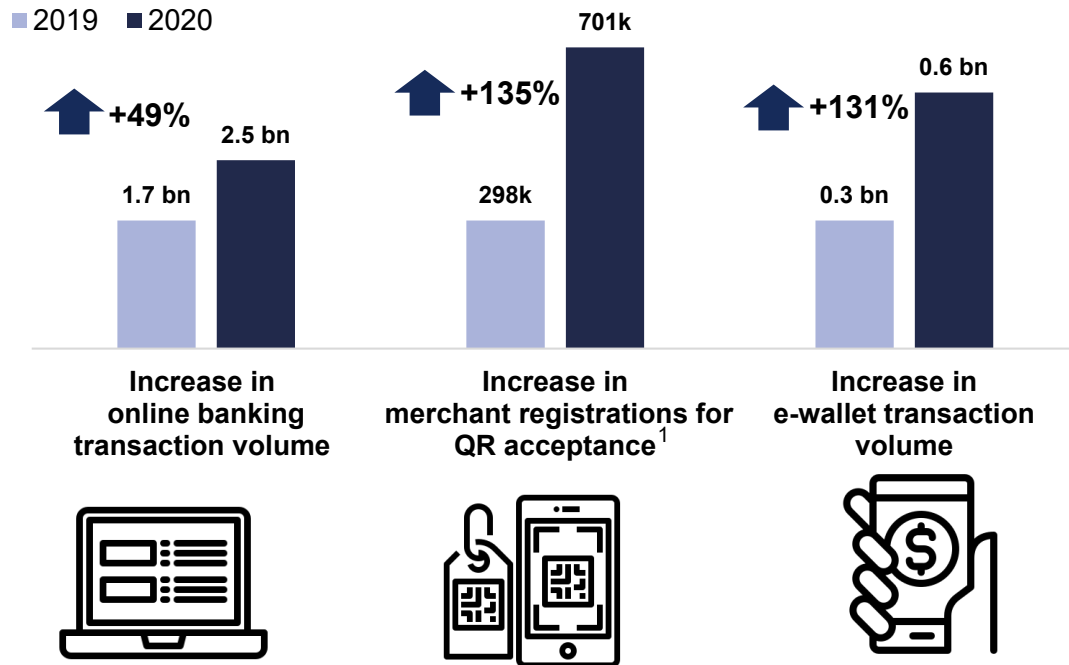 2019 2020
+49%
1.7 bn
2.5 bn
+135%
298k
701k
+131%
0.3 bn
0.6 bn
Increase in
online banking
transaction volume
Increase in
merchant registrations for
QR acceptance1
Increase in
e-wallet transaction
volume
$